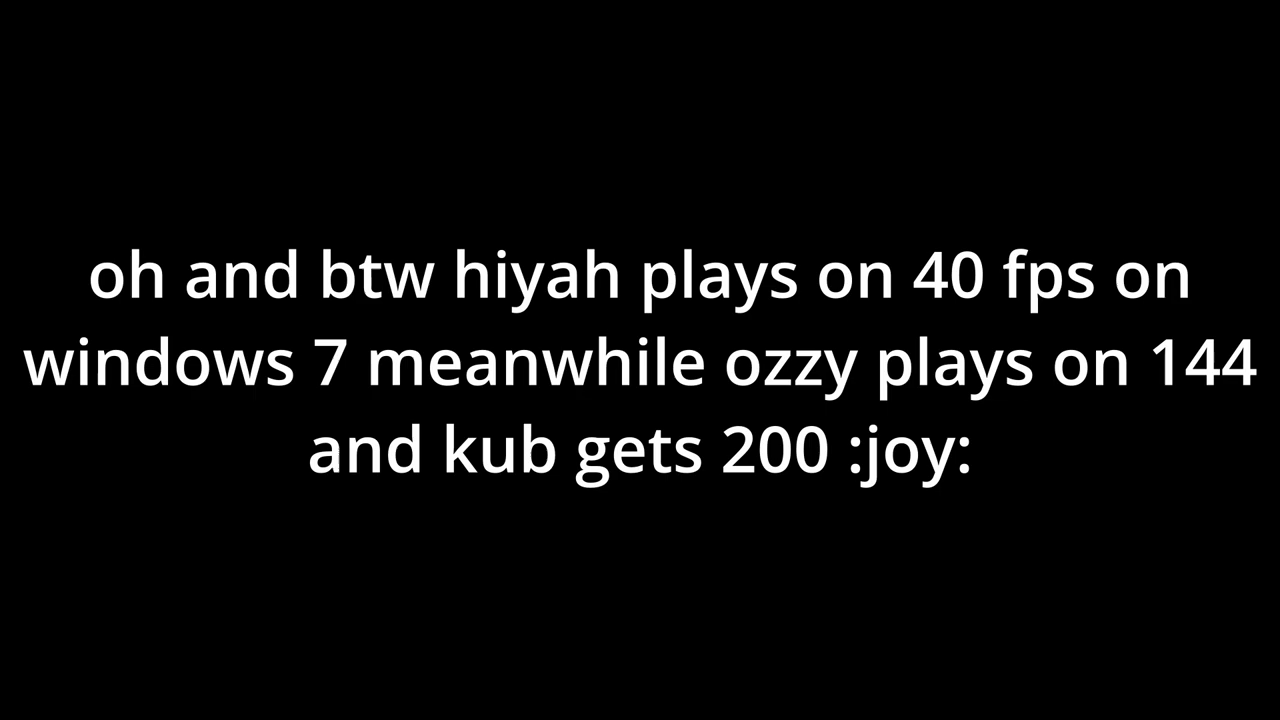 oh and btw hiyah plays on 40 fps on
windows 7 meanwhile ozzy plays on 144
and kub gets 200 :joy: